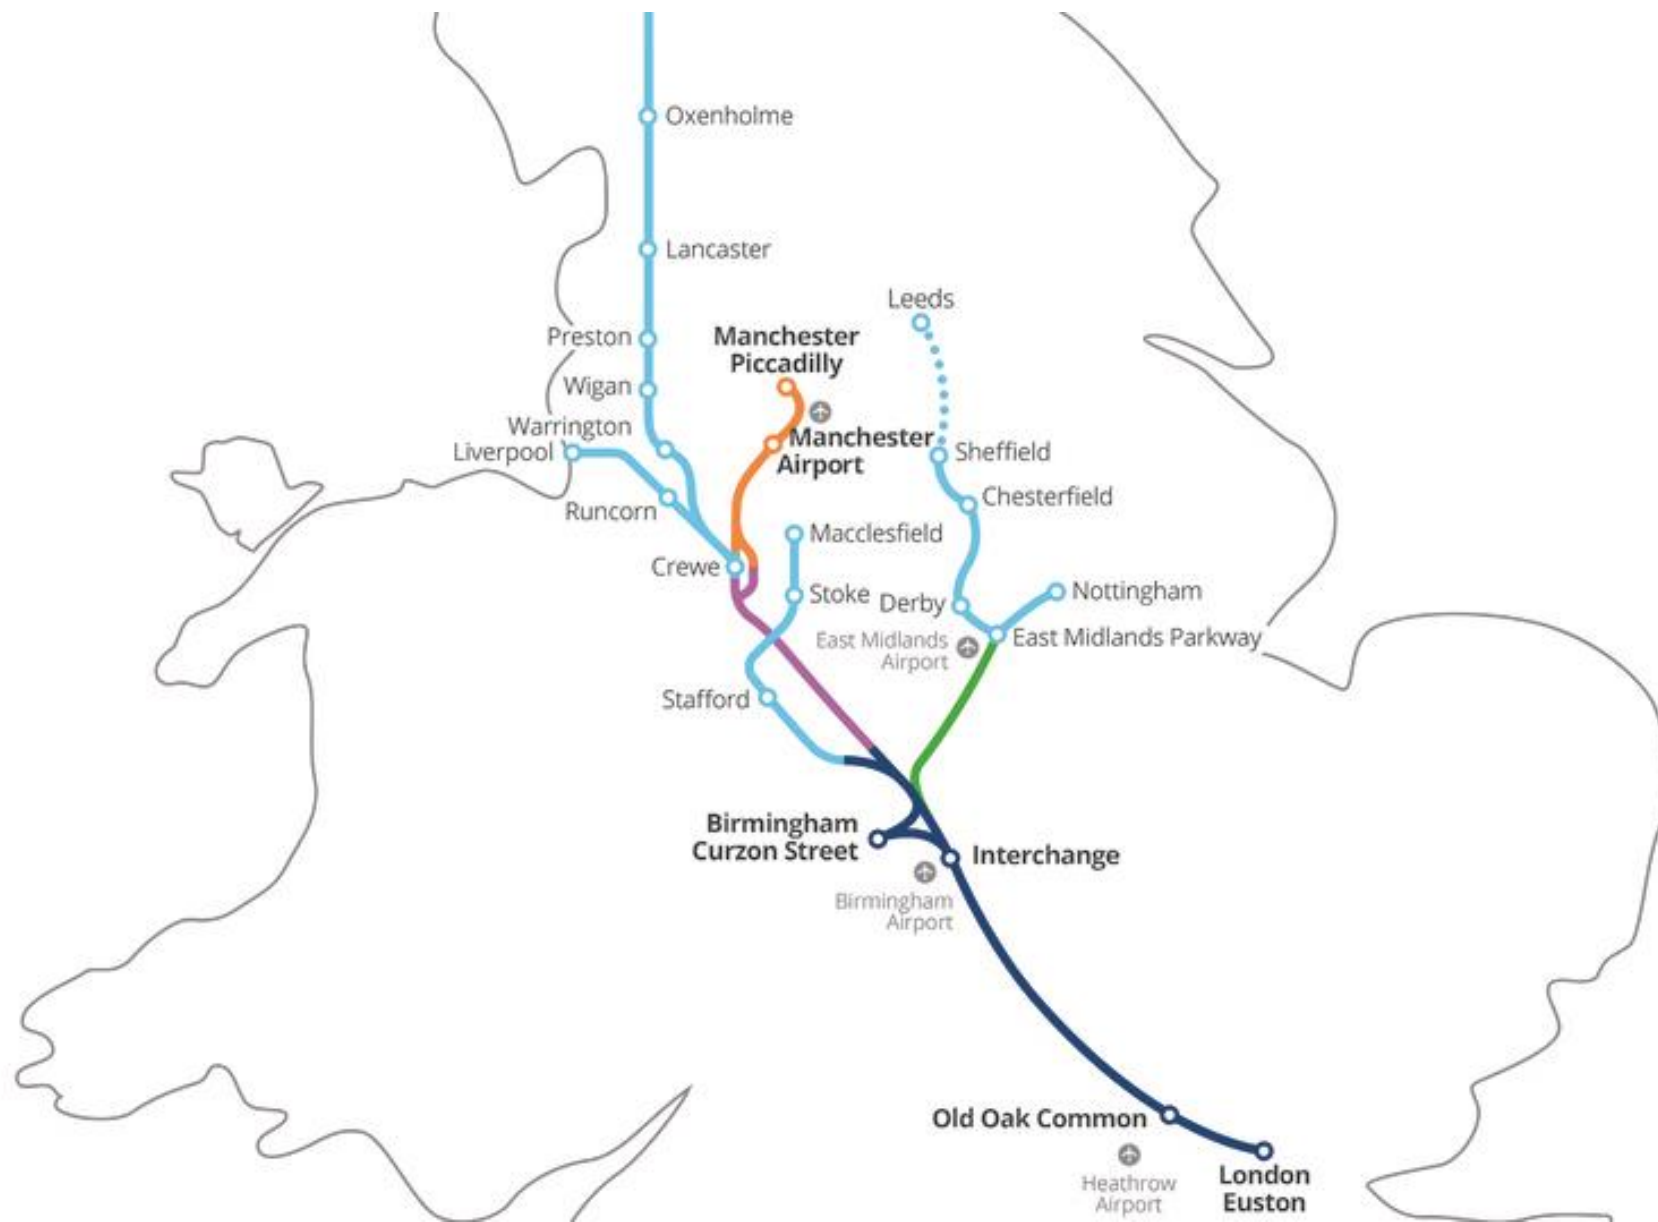 Oxenholme
Lancaster
Leeds
Preston
Manchester
Piccadilly
Wigan
Warrington
Manchester
Airport
Liverpool
Sheffield
Chesterfield
Runcorn
Macclesfield
Crewe
Stoke
Derby
Nottingham
East Midlands
Airport
East Midlands Parkway
Stafford
Birmingham
Curzon Street
Interchange
Birmingham
Airport
Old Oak Common
Heathrow
Airport
London
Euston